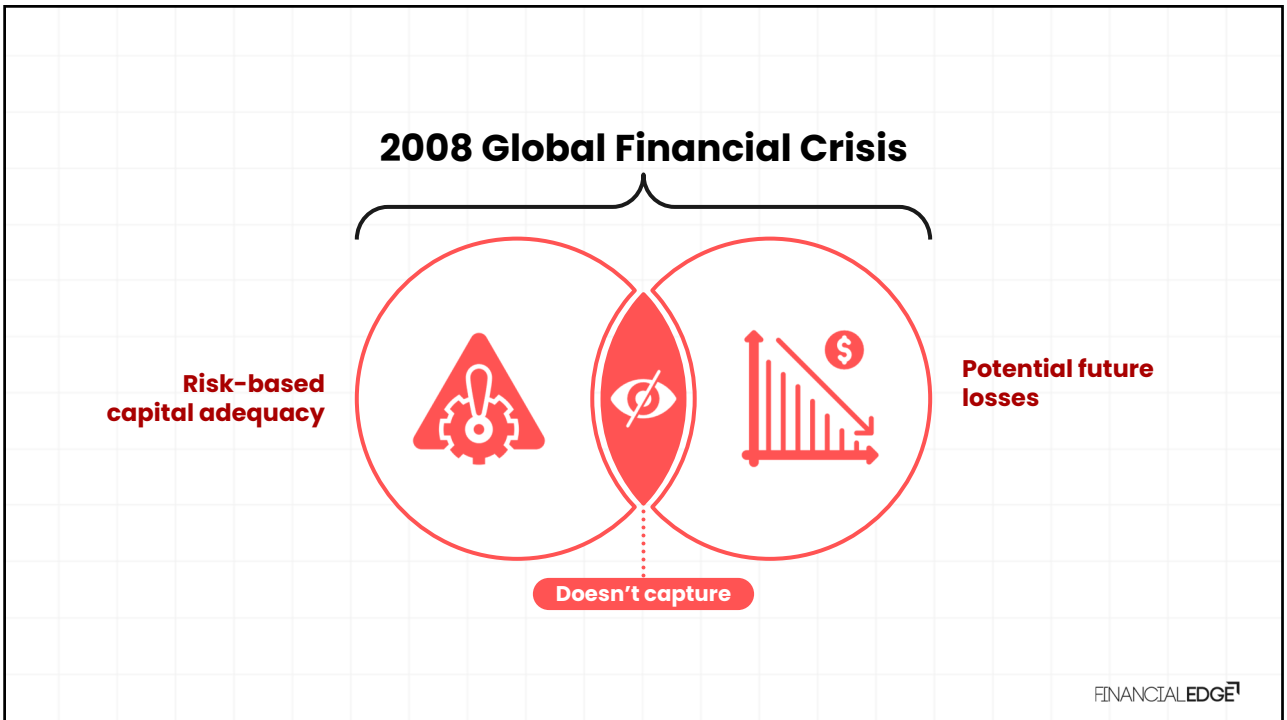 2008 Global Financial Crisis
Risk-based
capital adequacy
$
Potential future
losses
Doesn't capture
FINANCIALEDGE